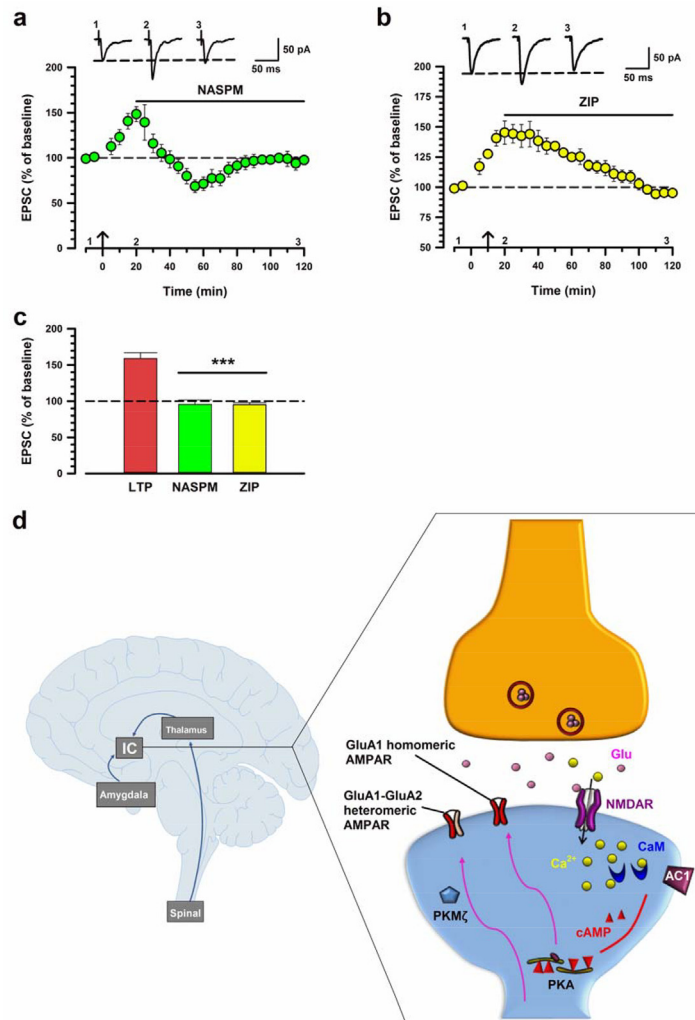 a
1 2 3
50 pA
50 ms
NASPM
EPSC (% of baseline)
200
150
100
50
0
1 2 3
0 20 40 60 80 100 120
Time (min)
b
1 2 3
50 pA
50 ms
ZIP
EPSC (% of baseline)
200
175
150
125
100
75
50
1 2 3
0 20 40 60 80 100 120
Time (min)
c
EPSC (% of baseline)
200
150
100
50
0
***
LTP NASPM ZIP
d
Thalamus
IC
Amygdala
Spinal
GluA1 homomeric
AMPAR
GluA1-GluA2
heteromeric
AMPAR
Glu
NMDAR
Ca2+
CaM
AC1
PKMζ
cAMP
PKA